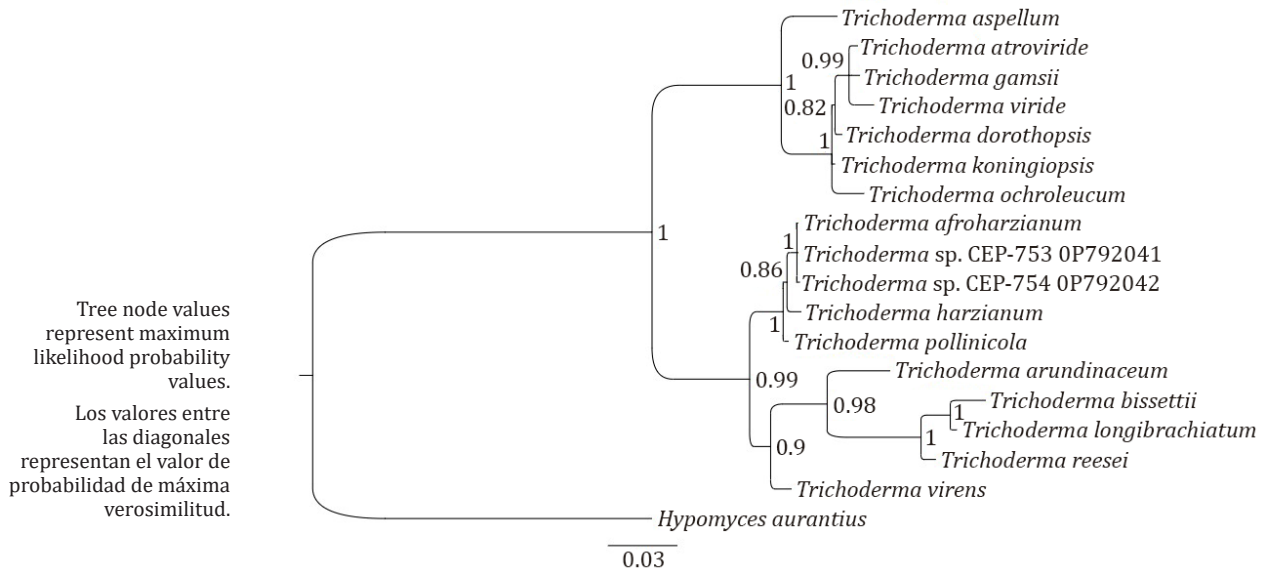 Trichoderma aspellum
Trichoderma atroviride
0.99
Trichoderma gamsii
1
0.82
Trichoderma viride
Trichoderma dorothopsis
1
Trichoderma koningiopsis
Trichoderma ochroleucum
Trichoderma afroharzianum
1
1
Trichoderma sp. CEP-753 0P792041
0.86
Trichoderma sp. CEP-754 0P792042
Trichoderma harzianum
1
Trichoderma pollinicola
Tree node values
represent maximum
likelihood probability
values.
Los valores entre
las diagonales
representan el valor de
probabilidad de máxima
verosimilitud.
Trichoderma arundinaceum
0.99
Trichoderma bissettii
0.98
1
Trichoderma longibrachiatum
1
0.9
Trichoderma reesei
Trichoderma virens
Hypomyces aurantius
0.03